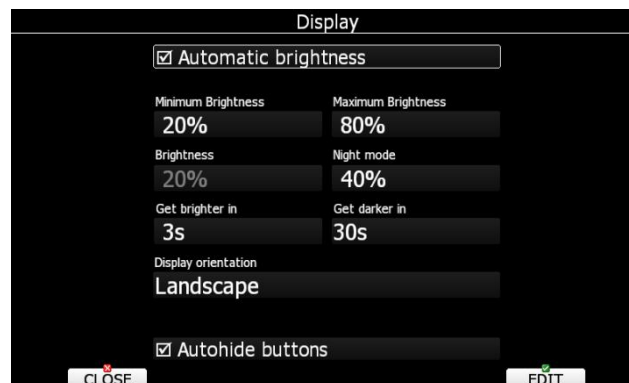 Display
Automatic brightness
Minimum Brightness Maximum Brightness
20% 80%
Brightness Night mode
20% 40%
Get brighter in Get darker in
3s 30s
Display orientation
Landscape
Autohide buttons
CLOSE EDIT